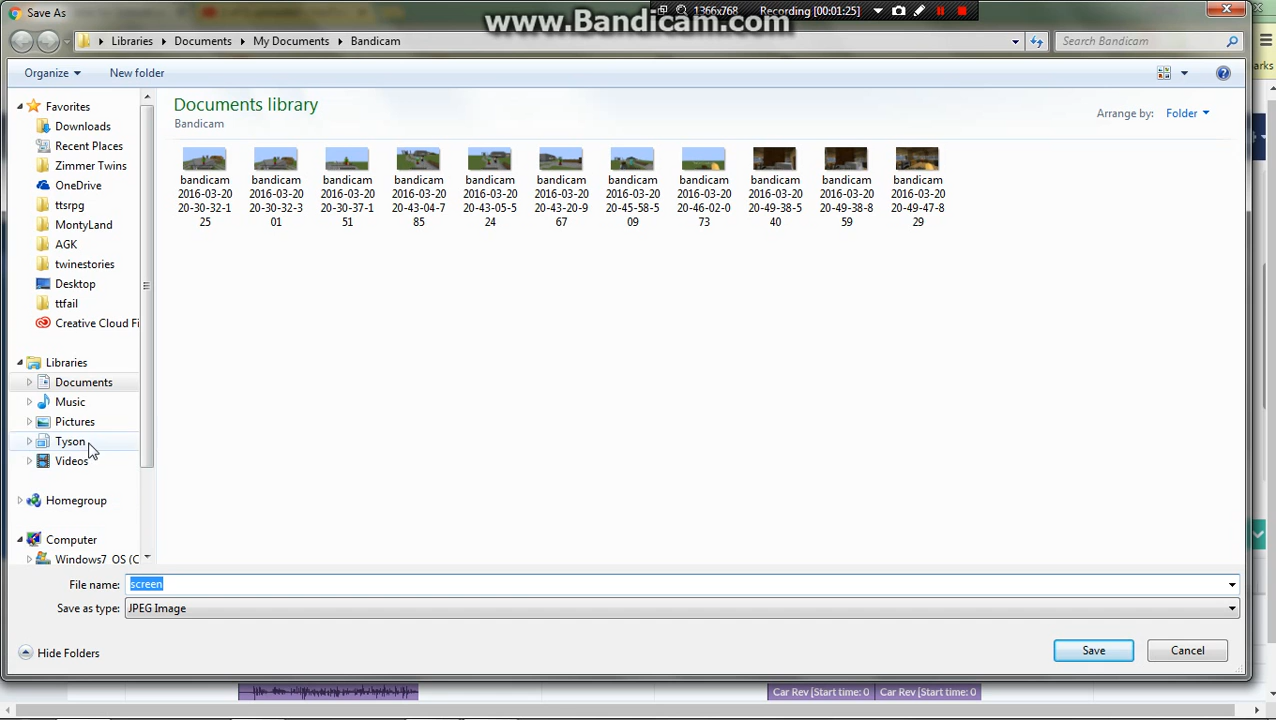 Save As
www.Bandicam.com
1366x768
Recording [00:01:25]
Libraries
Documents
My Documents
Bandicam
Search Bandicam
arks
Organize
New folder
Favorites
Downloads
Recent Places
Zimmer Twins
OneDrive
ttsrpg
MontyLand
AGK
twinestories
Desktop
ttfail
Creative Cloud Fi
Libraries
Documents
Music
Pictures
Tyson
Videos
Homegroup
Computer
Windows7_OS (C
Documents library
Bandicam
Arrange by:
Folder
bandicam
2016-03-20
20-30-32-1
25
bandicam
2016-03-20
20-30-32-3
01
bandicam
2016-03-20
20-30-37-1
51
bandicam
2016-03-20
20-43-04-7
85
bandicam
2016-03-20
20-43-05-5
24
bandicam
2016-03-20
20-43-20-9
67
bandicam
2016-03-20
20-45-58-5
09
bandicam
2016-03-20
20-46-02-0
73
bandicam
2016-03-20
20-49-38-5
40
bandicam
2016-03-20
20-49-38-8
59
bandicam
2016-03-20
20-49-47-8
29
File name:
screen
Save as type:
JPEG Image
Hide Folders
Save
Cancel
Car Rev [Start time: 0
Car Rev [Start time: 0